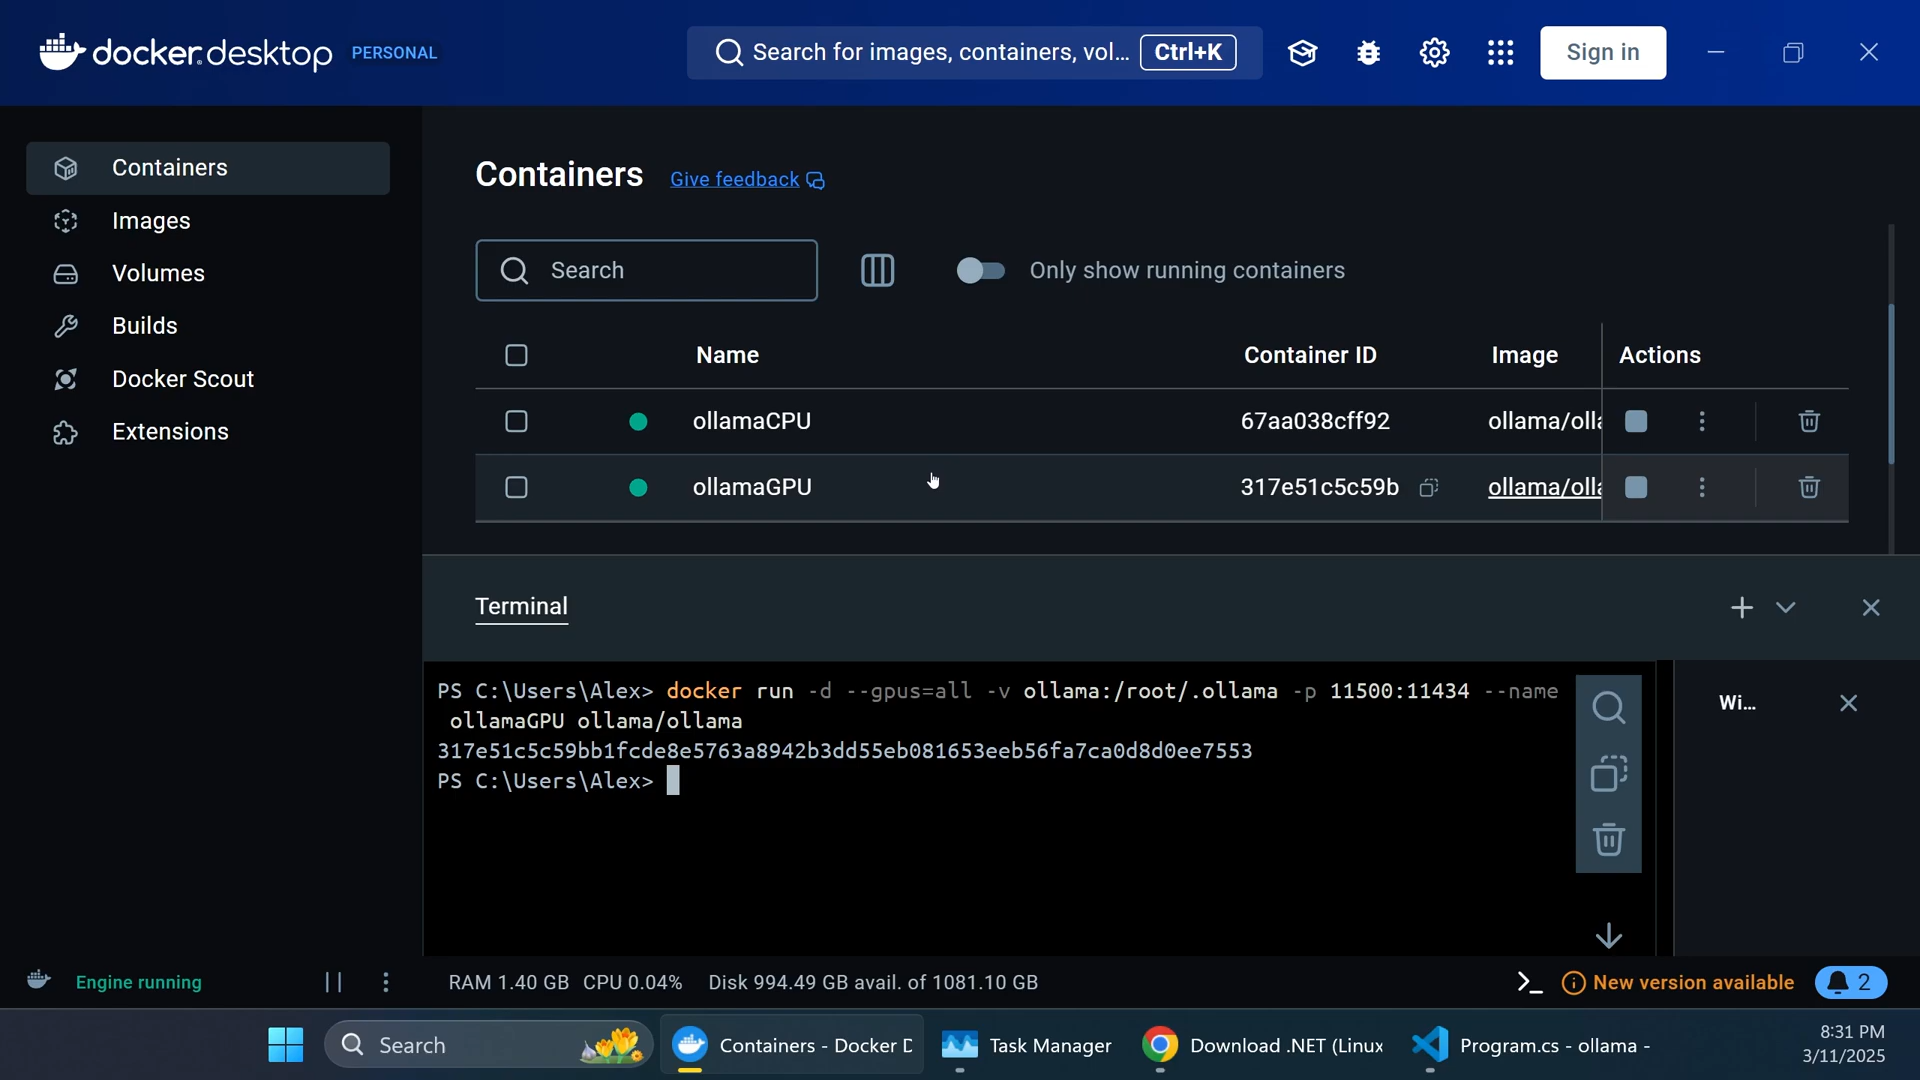 docker.desktop PERSONAL
Search for images, containers, vol... Ctrl+K
Sign in
Containers
Images
Volumes
Builds
Docker Scout
Extensions
Containers Give feedback
Search
Only show running containers
Name Container ID Image Actions
ollamaCPU 67aa038cff92 ollama/olla
ollamaGPU 317e51c5c59b ollama/olla
Terminal
PS C:\Users\Alex> docker run -d --gpus=all -v ollama:/root/.ollama -p 11500:11434 --name
ollamaGPU ollama/ollama
317e51c5c59bb1fcde8e5763a8942b3dd55eb081653eeb56fa7ca0d8d0ee7553
PS C:\Users\Alex>
Wi...
Engine running
RAM 1.40 GB CPU 0.04% Disk 994.49 GB avail. of 1081.10 GB
New version available 2
Search
Containers - Docker D
Task Manager
Download .NET (Linux
Program.cs - ollama -
8:31 PM
3/11/2025